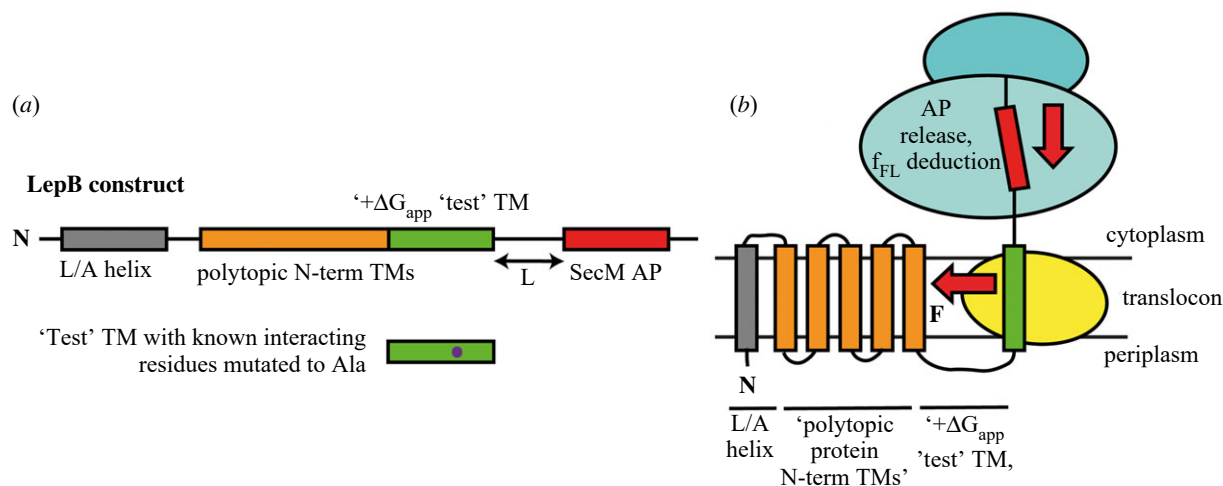 (a)
LepB construct
‘+ΔGapp ‘test’ TM
N
L/A helix
polytopic N-term TMs
L
SecM AP
‘Test’ TM with known interacting
residues mutated to Ala
(b)
AP
release,
fFL deduction
cytoplasm
translocon
periplasm
F
N
L/A
helix
‘polytopic
protein
N-term TMs’
‘+ΔGapp
’test’ TM,